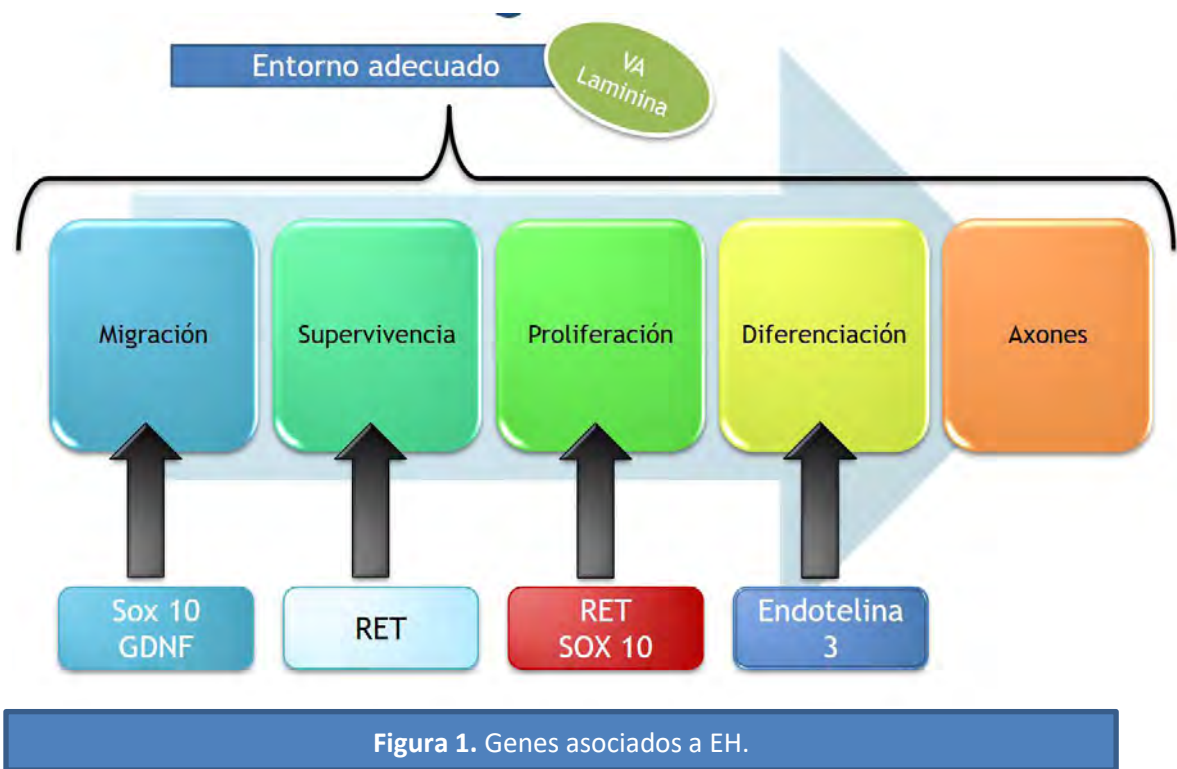 Entorno adecuado
VA
Laminina
Migración
Supervivencia
Proliferación
Diferenciación
Axones
Sox 10
GDNF
RET
RET
SOX 10
Endotelina
3
Figura 1. Genes asociados a EH.